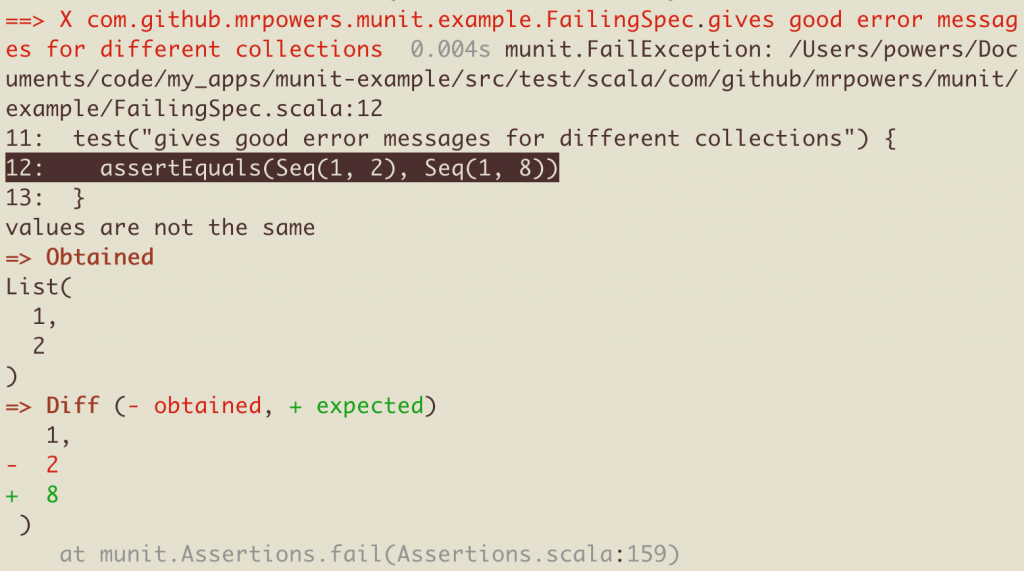 ==> X com.github.mrpowers.munit.example.FailingSpec.gives good error messag
es for different collections  0.004s munit.FailException: /Users/powers/Doc
uments/code/my_apps/munit-example/src/test/scala/com/github/mrpowers/munit/
example/FailingSpec.scala:12
11:  test("gives good error messages for different collections") {
12:    assertEquals(Seq(1, 2), Seq(1, 8))
13:  }
values are not the same
=> Obtained
List(
  1,
  2
)
=> Diff (- obtained, + expected)
   1,
-  2
+  8
 )
    at munit.Assertions.fail(Assertions.scala:159)